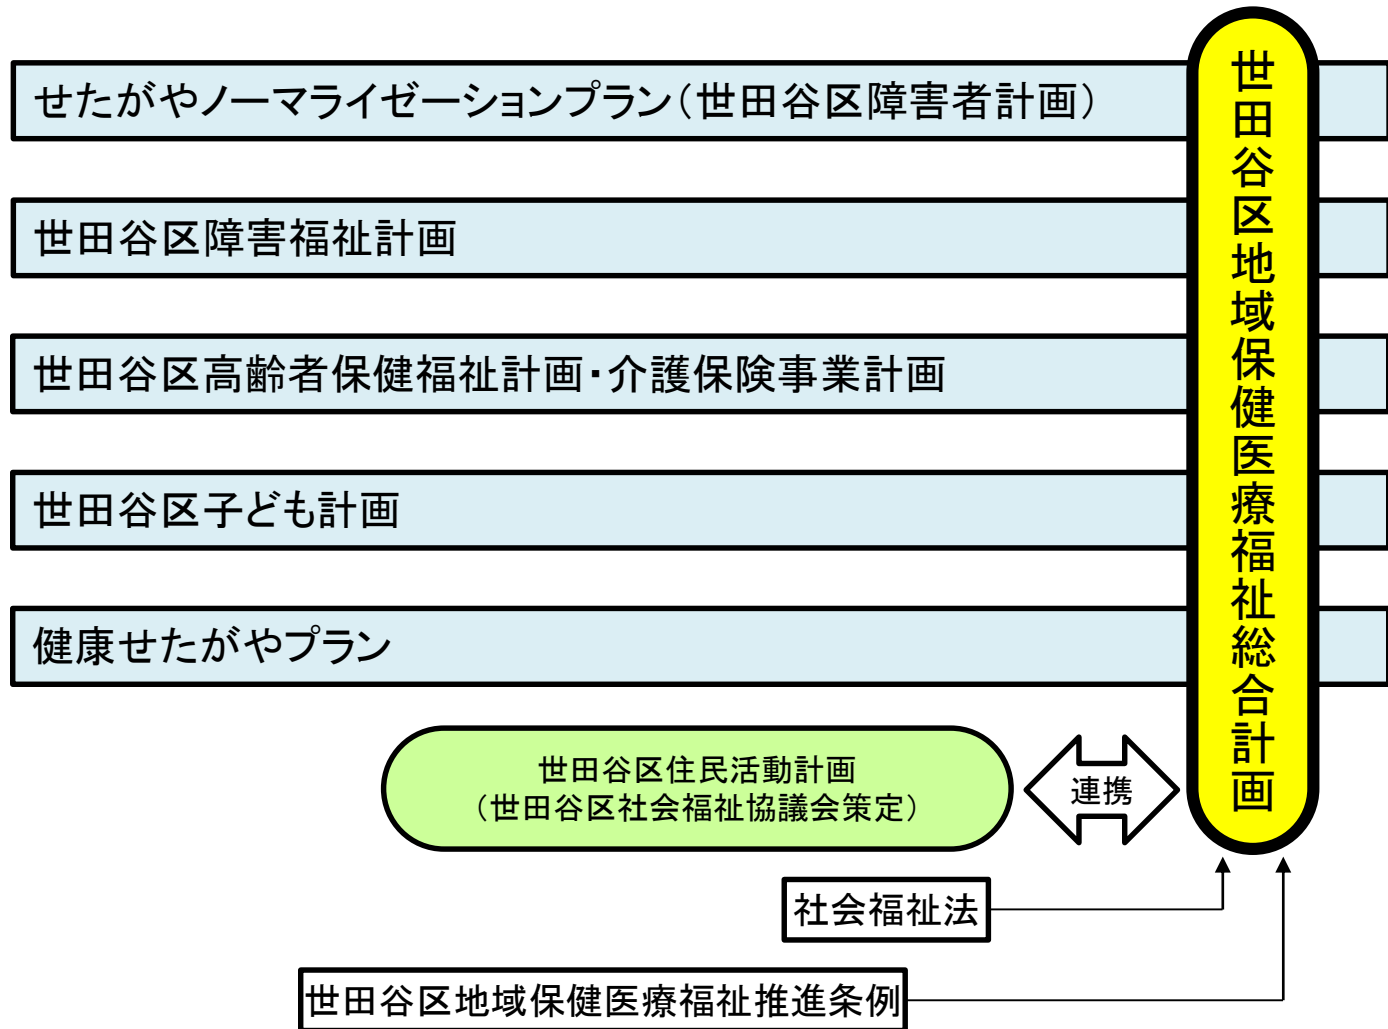 せたがやノーマライゼーションプラン(世田谷区障害者計画)
世田谷区障害福祉計画
世田谷区高齢者保健福祉計画・介護保険事業計画
世田谷区子ども計画
健康せたがやプラン
世田谷区地域保健医療福祉総合計画
世田谷区住民活動計画
(世田谷区社会福祉協議会策定)
連携
社会福祉法
世田谷区地域保健医療福祉推進条例